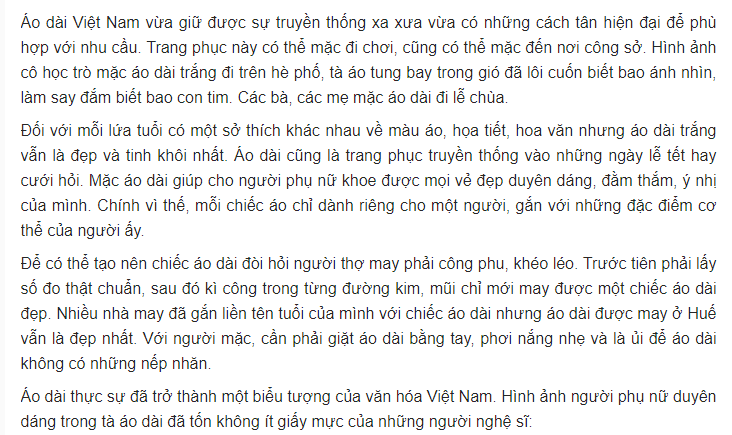 Áo dài Việt Nam vừa giữ được sự truyền thống xa xưa vừa có những cách tân hiện đại để phù
hợp với nhu cầu. Trang phục này có thể mặc đi chơi, cũng có thể mặc đến nơi công sở. Hình ảnh
cô học trò mặc áo dài trắng đi trên hè phố, tà áo tung bay trong gió đã lôi cuốn biết bao ánh nhìn,
làm say đắm biết bao con tim. Các bà, các mẹ mặc áo dài đi lễ chùa.
Đối với mỗi lứa tuổi có một sở thích khác nhau về màu áo, họa tiết, hoa văn nhưng áo dài trắng
vẫn là đẹp và tinh khôi nhất. Áo dài cũng là trang phục truyền thống vào những ngày lễ tết hay
cưới hỏi. Mặc áo dài giúp cho người phụ nữ khoe được mọi vẻ đẹp duyên dáng, đằm thắm, ý nhị
của mình. Chính vì thế, mỗi chiếc áo chỉ dành riêng cho một người, gắn với những đặc điểm cơ
thể của người ấy.
Để có thể tạo nên chiếc áo dài đòi hỏi người thợ may phải công phu, khéo léo. Trước tiên phải lấy
số đo thật chuẩn, sau đó kì công trong từng đường kim, mũi chỉ mới may được một chiếc áo dài
đẹp. Nhiều nhà may đã gắn liền tên tuổi của mình với chiếc áo dài nhưng áo dài được may ở Huế
vẫn là đẹp nhất. Với người mặc, cần phải giặt áo dài bằng tay, phơi nắng nhẹ và là ủi để áo dài
không có những nếp nhăn.
Áo dài thực sự đã trở thành một biểu tượng của văn hóa Việt Nam. Hình ảnh người phụ nữ duyên
dáng trong tà áo dài đã tốn không ít giấy mực của những người nghệ sĩ: